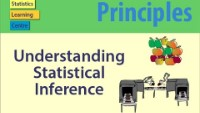 Statistics
Learning
Centre
Principles
Understanding
Statistical
Inference